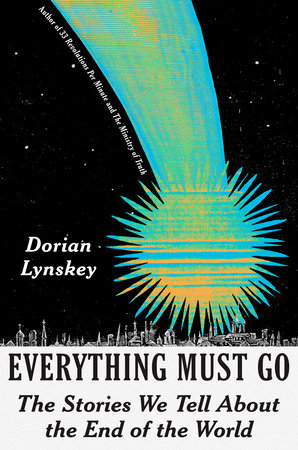 Author of 33 Revolutions Per Minute and The Ministry of Truth
Dorian
Lynskey
EVERYTHING MUST GO
The Stories We Tell About
the End of the World